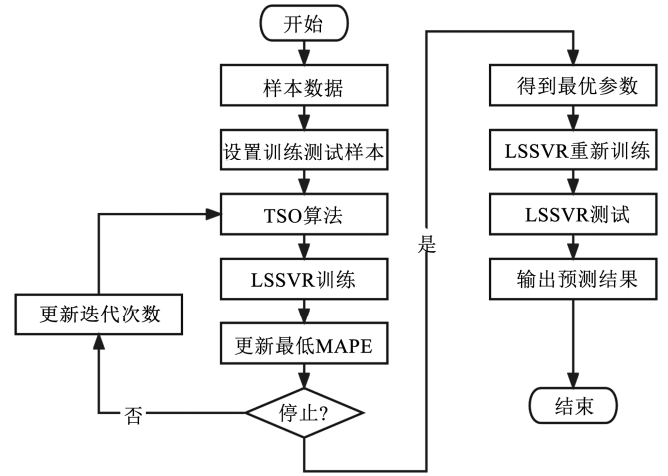 开始
样本数据
设置训练测试样本
TSO算法
LSSVR训练
更新最低MAPE
停止?
否
更新迭代次数
是
得到最优参数
LSSVR重新训练
LSSVR测试
输出预测结果
结束